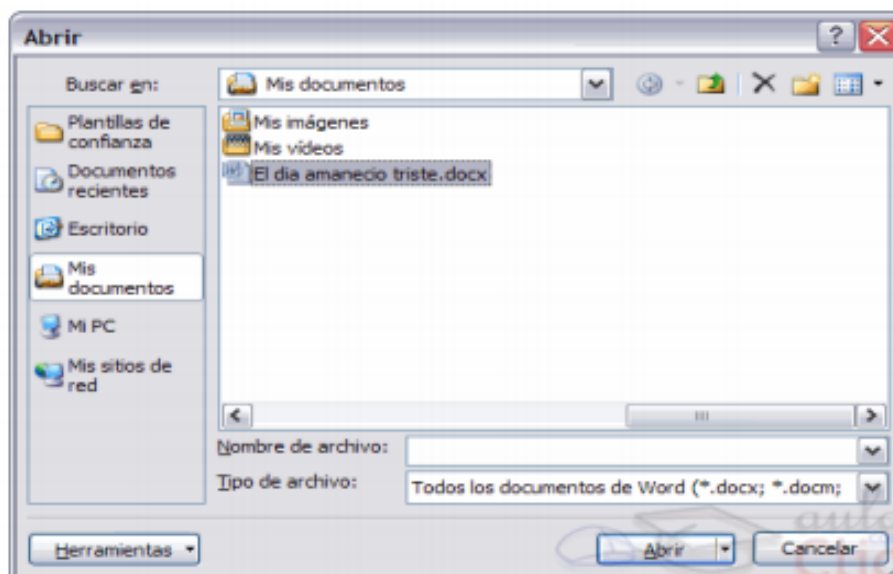 Abrir
Buscar en:
Mis documentos
Plantillas de
confianza
Documentos
recientes
Escritorio
Mis
documentos
Mi PC
Mis sitios de
red
Mis imágenes
Mis vídeos
El dia amanecio triste.docx
Nombre de archivo:
Tipo de archivo:
Todos los documentos de Word (*.docx; *.docm;
Herramientas
Abrir
Cancelar
aula
Clic